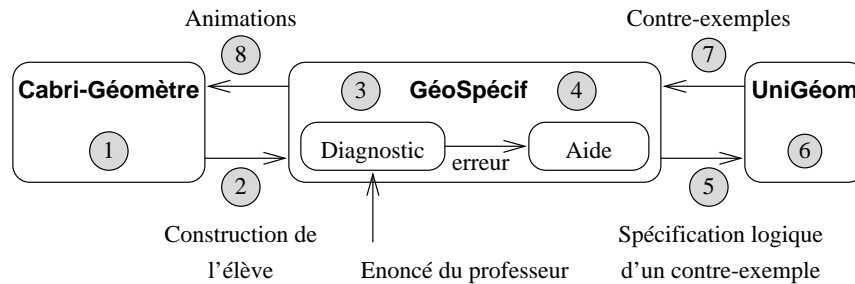 Animations
Contre-exemples
8
7
Cabri-Géomètre
3
GéoSpécif
4
UniGéom
1
Diagnostic
erreur
Aide
6
2
5
Construction de
l'élève
Enoncé du professeur
Spécification logique
d'un contre-exemple